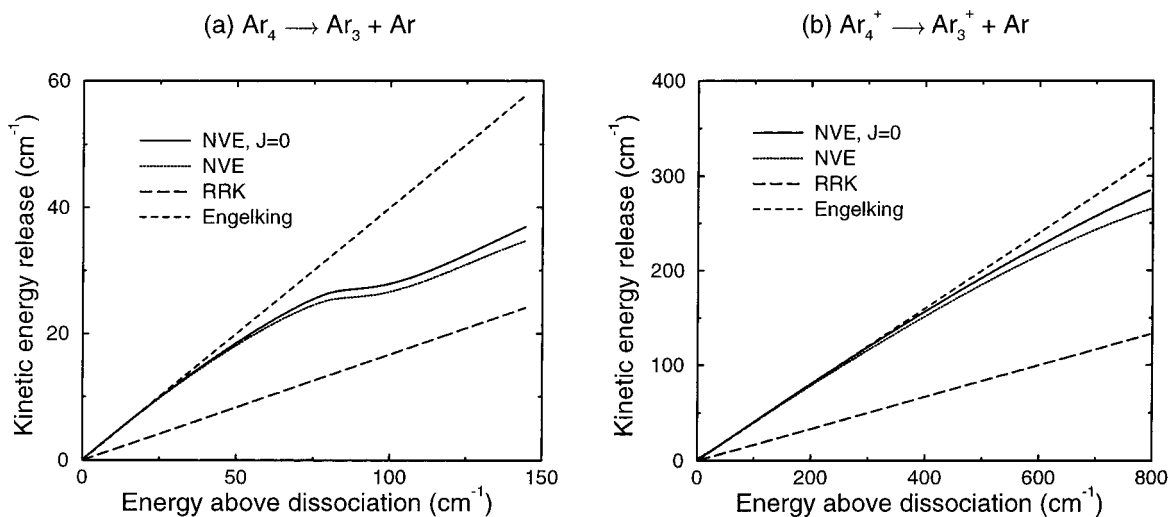 (a) Ar₄ ⟶ Ar₃ + Ar
60
40
20
0
Kinetic energy release (cm⁻¹)
NVE, J=0
NVE
RRK
Engelking
0 50 100 150
Energy above dissociation (cm⁻¹)
(b) Ar₄⁺ ⟶ Ar₃⁺ + Ar
400
300
200
100
0
Kinetic energy release (cm⁻¹)
NVE, J=0
NVE
RRK
Engelking
0 200 400 600 800
Energy above dissociation (cm⁻¹)